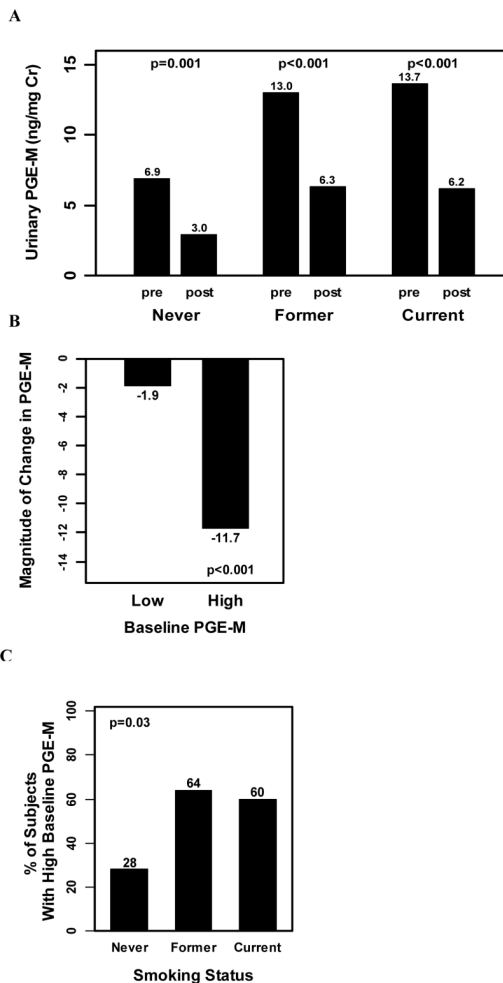 A
Urinary PGE-M (ng/mg Cr)
15
10
5
0
p=0.001 p<0.001 p<0.001
6.9 3.0 13.0 6.3 13.7 6.2
pre post pre post pre post
Never Former Current
B
Magnitude of Change in PGE-M
0
-2
-4
-6
-8
-10
-12
-14
-1.9
-11.7
p<0.001
Low High
Baseline PGE-M
C
% of Subjects
With High Baseline PGE-M
100
80
60
40
20
0
p=0.03
28 64 60
Never Former Current
Smoking Status